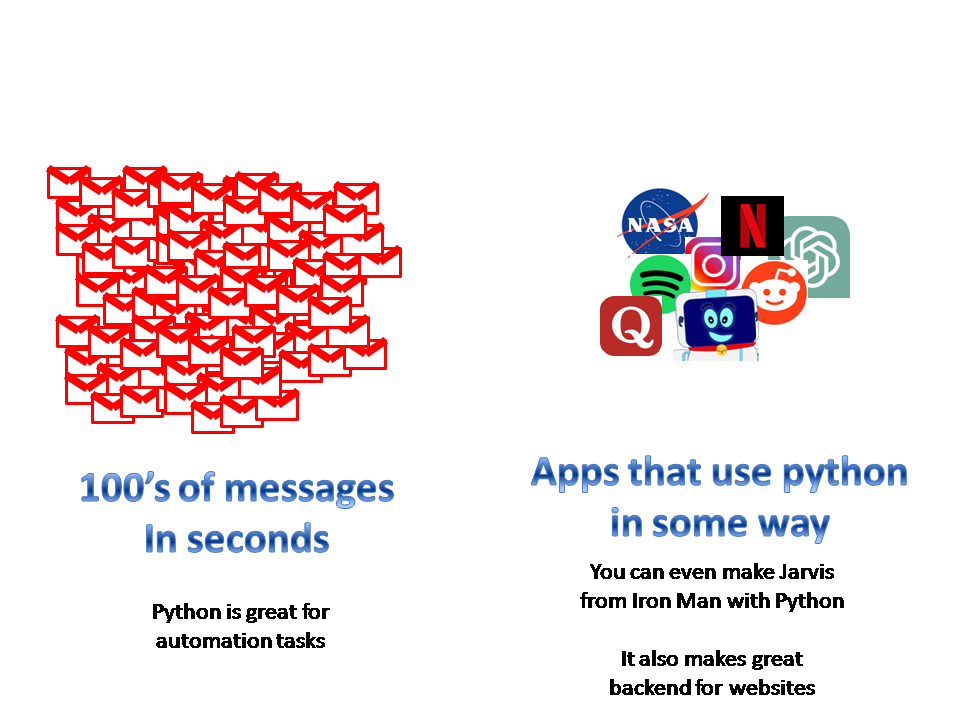 NASA
N
Q
100's of messages
In seconds
Python is great for
automation tasks
Apps that use python
in some way
You can even make Jarvis
from Iron Man with Python
It also makes great
backend for websites